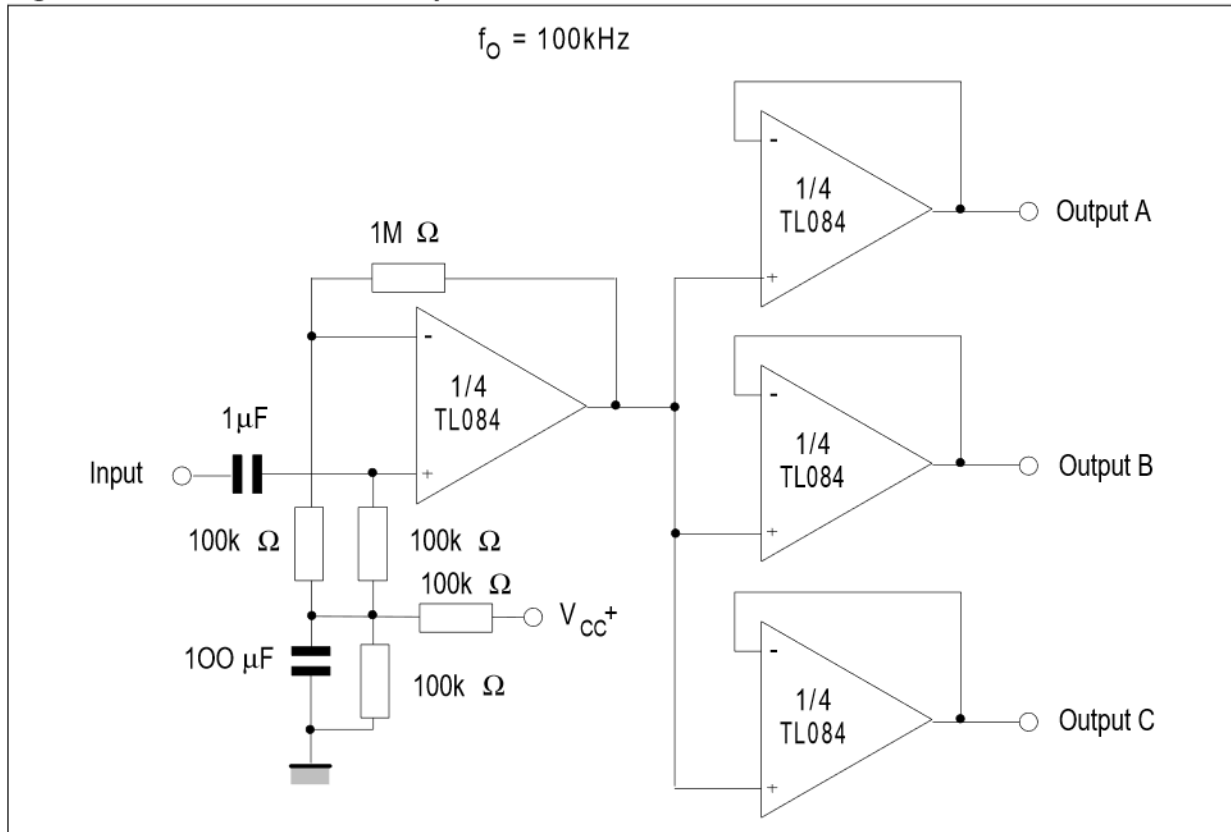 fO = 100kHz
1/4
TL084
Output A
1M Ω
1/4
TL084
1μF
Input
1/4
TL084
Output B
100k Ω
100k Ω
100k Ω
VCC+
100 μF
100k Ω
1/4
TL084
Output C
-
+
-
+
-
+
-
+